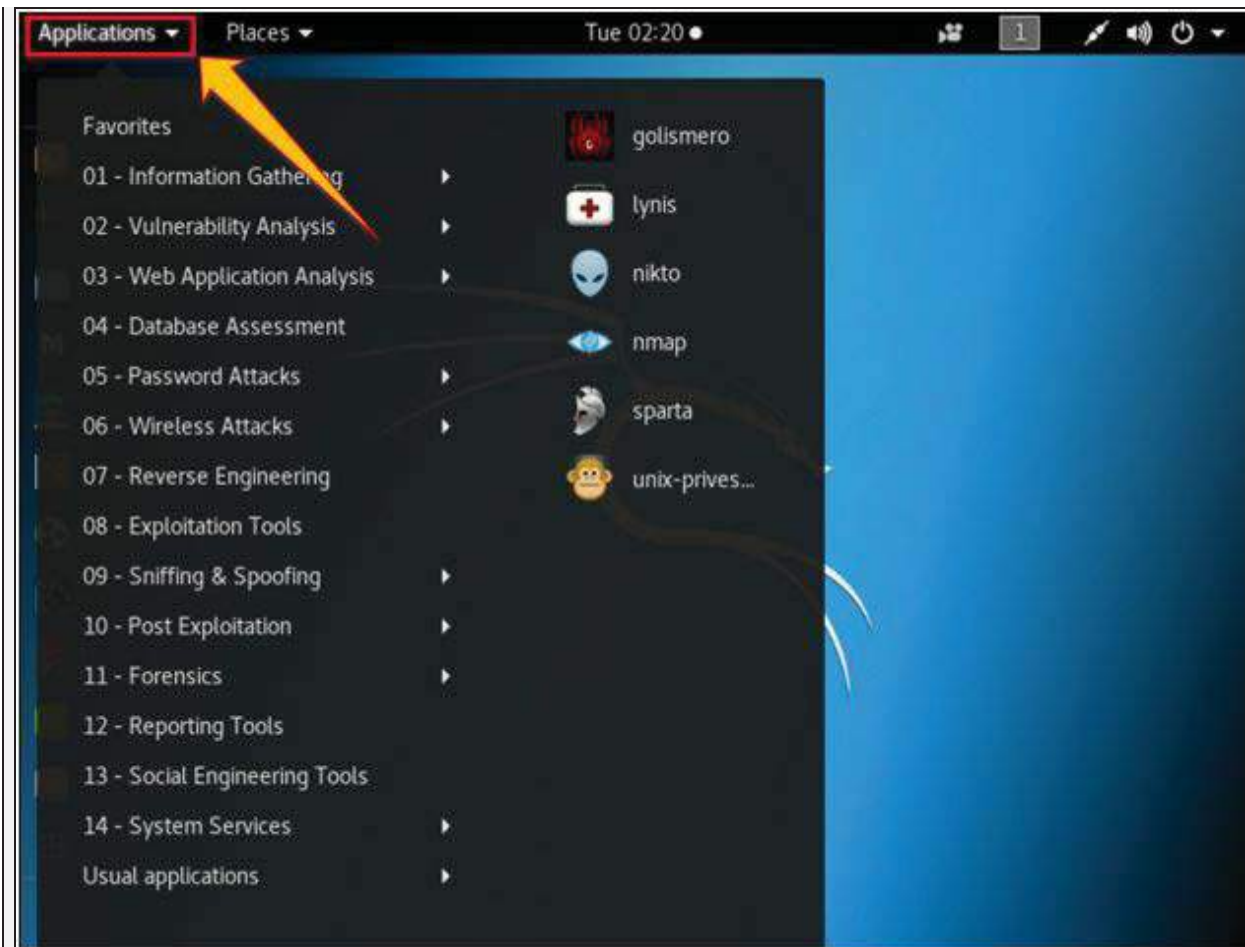 Applications Places Tue 02:20 1
Favorites
01 - Information Gathering
02 - Vulnerability Analysis
03 - Web Application Analysis
04 - Database Assessment
05 - Password Attacks
06 - Wireless Attacks
07 - Reverse Engineering
08 - Exploitation Tools
09 - Sniffing & Spoofing
10 - Post Exploitation
11 - Forensics
12 - Reporting Tools
13 - Social Engineering Tools
14 - System Services
Usual applications
golismero
lynis
nikto
nmap
sparta
unix-prives...